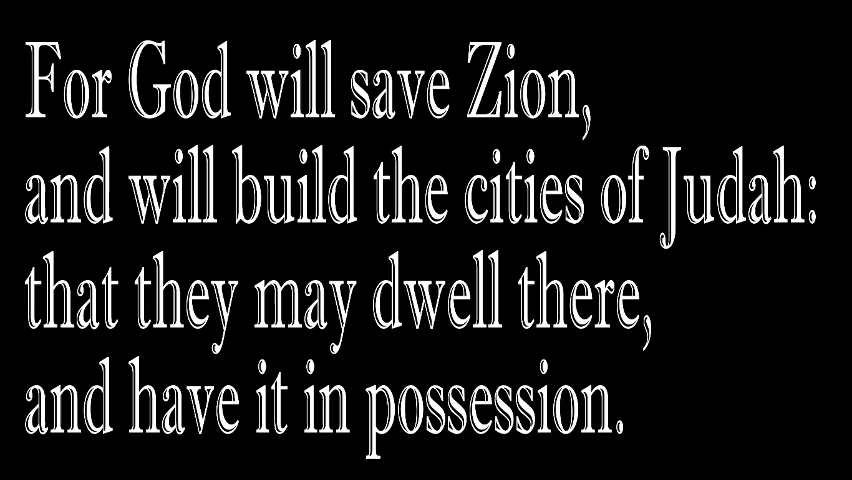 For God will save Zion,
and will build the cities of Judah:
that they may dwell there,
and have it in possession.